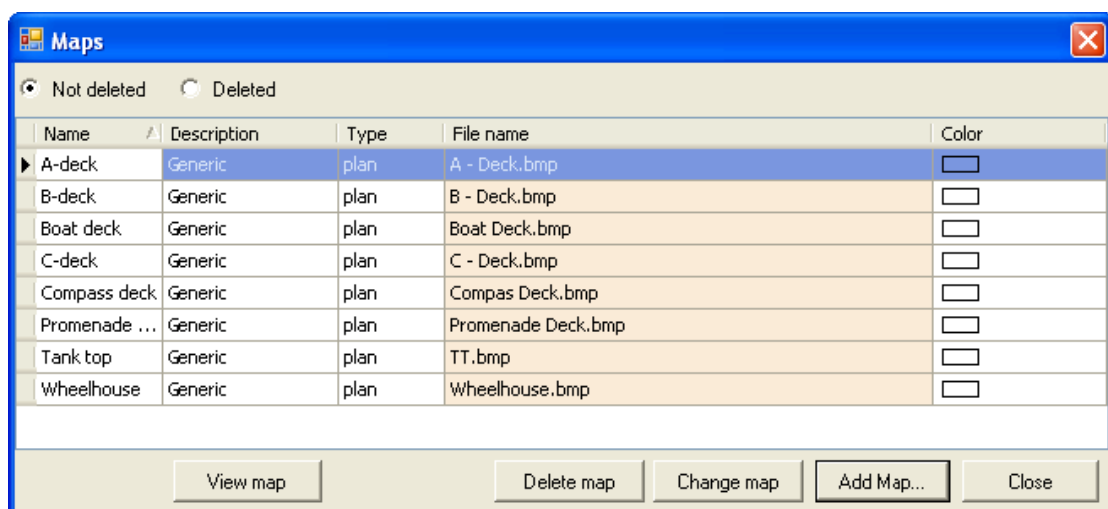 Maps
Not deleted Deleted
Name Description Type File name Color
A-deck Generic plan A - Deck.bmp
B-deck Generic plan B - Deck.bmp
Boat deck Generic plan Boat Deck.bmp
C-deck Generic plan C - Deck.bmp
Compass deck Generic plan Compas Deck.bmp
Promenade ... Generic plan Promenade Deck.bmp
Tank top Generic plan TT.bmp
Wheelhouse Generic plan Wheelhouse.bmp
View map Delete map Change map Add Map... Close